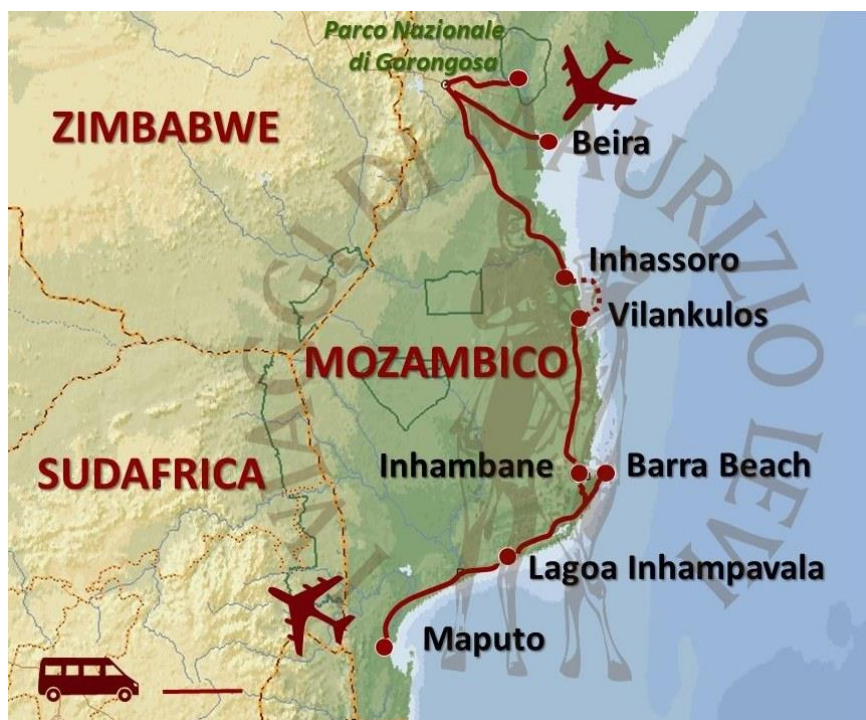 Parco Nazionale
di Gorongosa
ZIMBABWE
Beira
Inhassoro
Vilankulos
MOZAMBICO
SUDAFRICA
Inhambane
Barra Beach
Lagoa Inhampavala
Maputo
I VIAGGI DI MAURIZIO LEVI